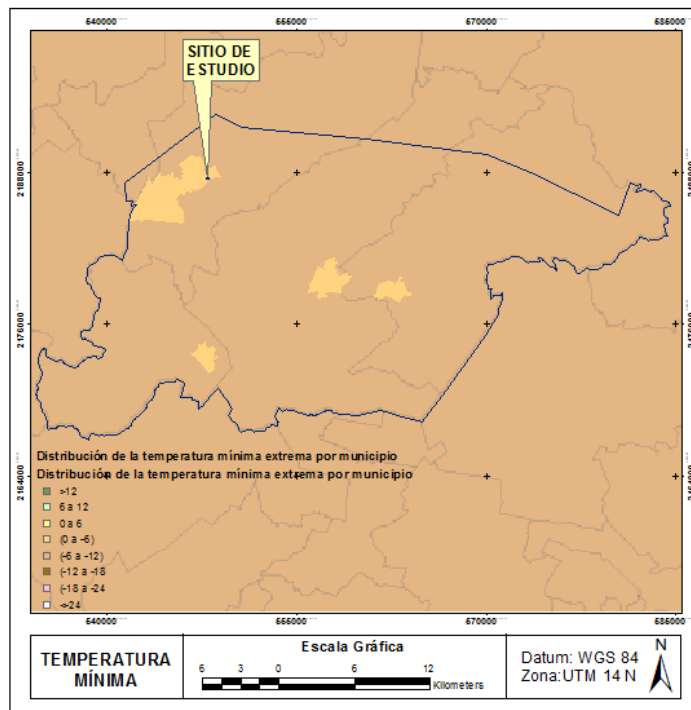 640000 655000 670000 685000
SITIO DE
ESTUDIO
2188000 2188000
2176000 2176000
2164000 2164000
Distribución de la temperatura mínima extrema por municipio
Distribución de la temperatura mínima extrema por municipio
>12
6 a 12
0 a 6
(0 a -6)
(-6 a -12)
(-12 a -18
(-18 a -24
<-24
640000 655000 670000 685000
TEMPERATURA
MÍNIMA
Escala Gráfica
6 3 0 6 12
Kilometers
Datum: WGS 84
Zona:UTM 14 N
N